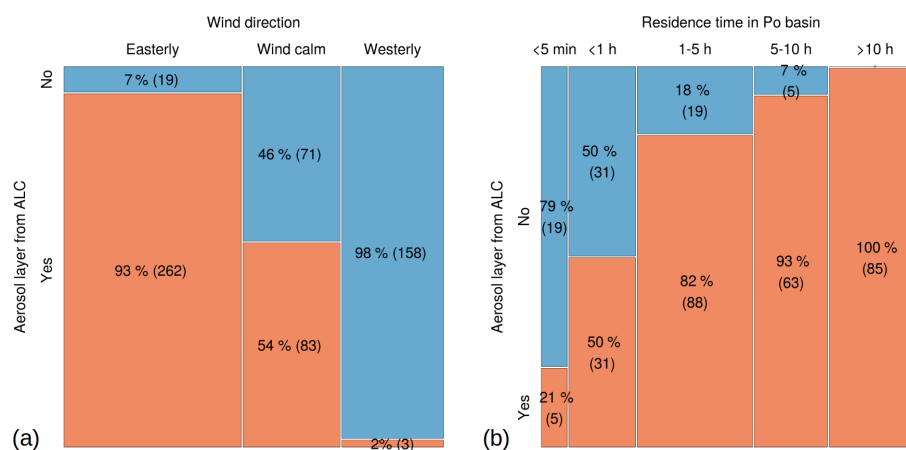 Wind direction
Easterly Wind calm Westerly
Aerosol layer from ALC
No
Yes
7 % (19)
46 % (71)
98 % (158)
93 % (262)
54 % (83)
2% (3)
(a)
Residence time in Po basin
<5 min <1 h 1-5 h 5-10 h >10 h
Aerosol layer from ALC
No
Yes
79 %
(19)
50 %
(31)
18 %
(19)
7 %
(5)
21 %
(5)
50 %
(31)
82 %
(88)
93 %
(63)
100 %
(85)
(b)